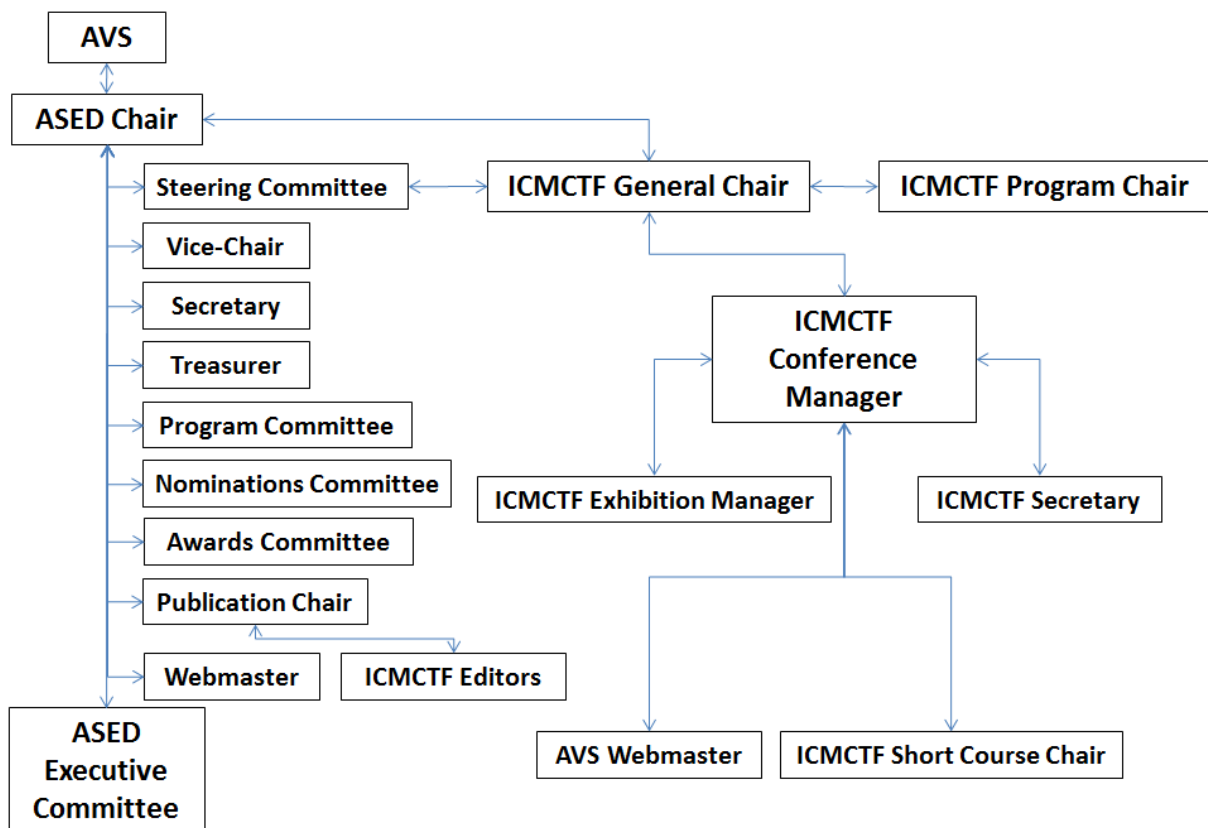 AVS
ASED Chair
Steering Committee
ICMCTF General Chair
ICMCTF Program Chair
Vice-Chair
Secretary
Treasurer
Program Committee
Nominations Committee
Awards Committee
Publication Chair
Webmaster
ICMCTF Editors
ASED
Executive
Committee
ICMCTF
Conference
Manager
ICMCTF Exhibition Manager
ICMCTF Secretary
AVS Webmaster
ICMCTF Short Course Chair